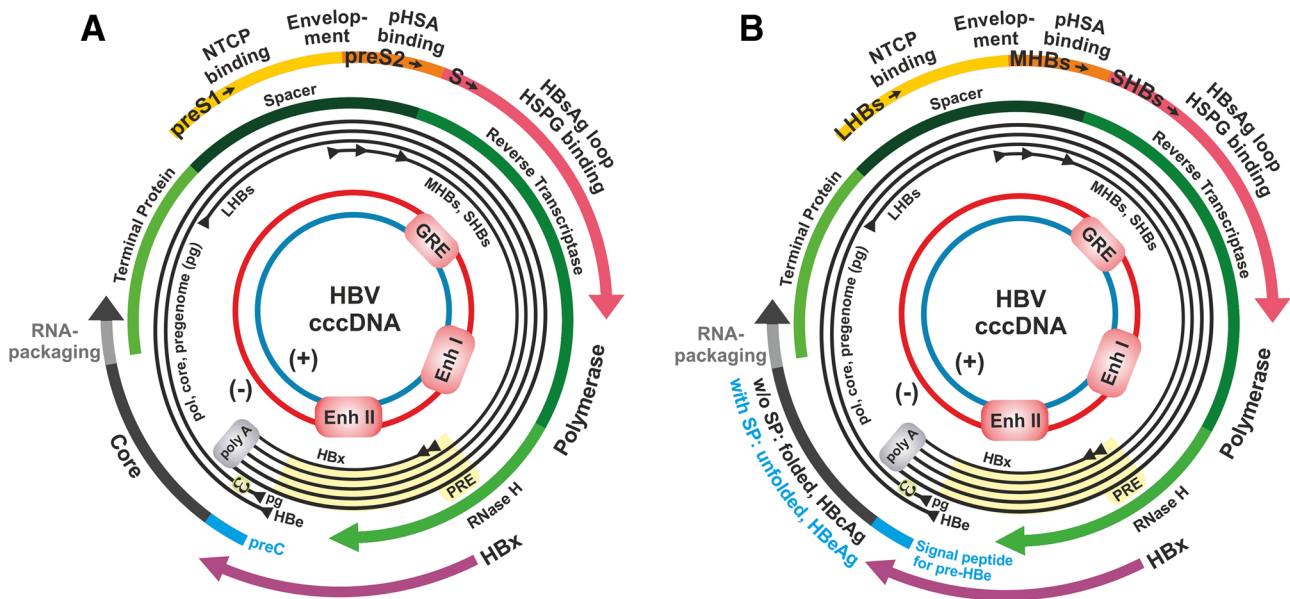 A
NTCP
binding
Envelop-
ment
pHSA
binding
preS1
preS2
S
HBsAg loop
HSPG binding
Spacer
Reverse Transcriptase
Terminal Protein
LHBs
MHBs, SHBs
pol, core, pregenome (pg)
GRE
HBV
cccDNA
Enh I
(+)
(-)
Enh II
RNA-
packaging
Core
poly A
HBx
PRE
ε
pg
HBe
preC
RNase H
Polymerase
HBx
B
NTCP
binding
Envelop-
ment
pHSA
binding
LHBs
MHBs
SHBs
HBsAg loop
HSPG binding
Spacer
Reverse Transcriptase
Terminal Protein
LHBs
MHBs, SHBs
pol, core, pregenome (pg)
GRE
HBV
cccDNA
Enh I
(+)
(-)
Enh II
RNA-
packaging
w/o SP: folded, HBcAg
with SP: unfolded, HBeAg
poly A
HBx
PRE
ε
pg
HBe
Signal peptide
for pre-HBe
RNase H
Polymerase
HBx